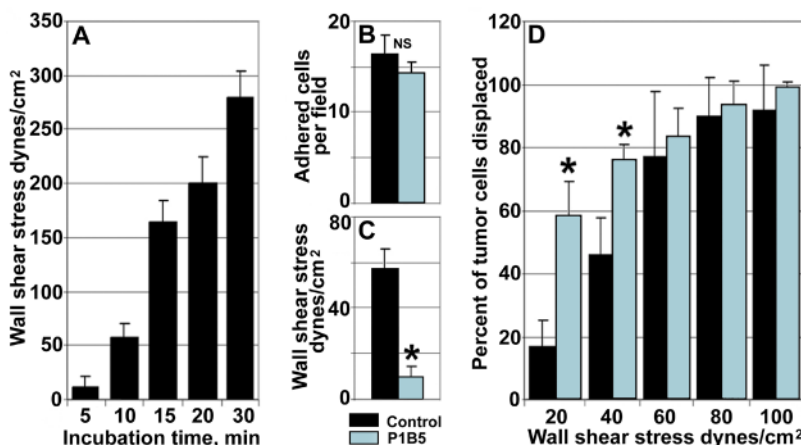 A
Wall shear stress dynes/cm²
350
300
250
200
150
100
50
0
5 10 15 20 30
Incubation time, min
B
Adhered cells
per field
20
10
0
NS
C
Wall shear stress
dynes/cm²
80
40
0
*
Control
P1B5
D
Percent of tumor cells displaced
120
100
80
60
40
20
0
*
*
20 40 60 80 100
Wall shear stress dynes/cm²